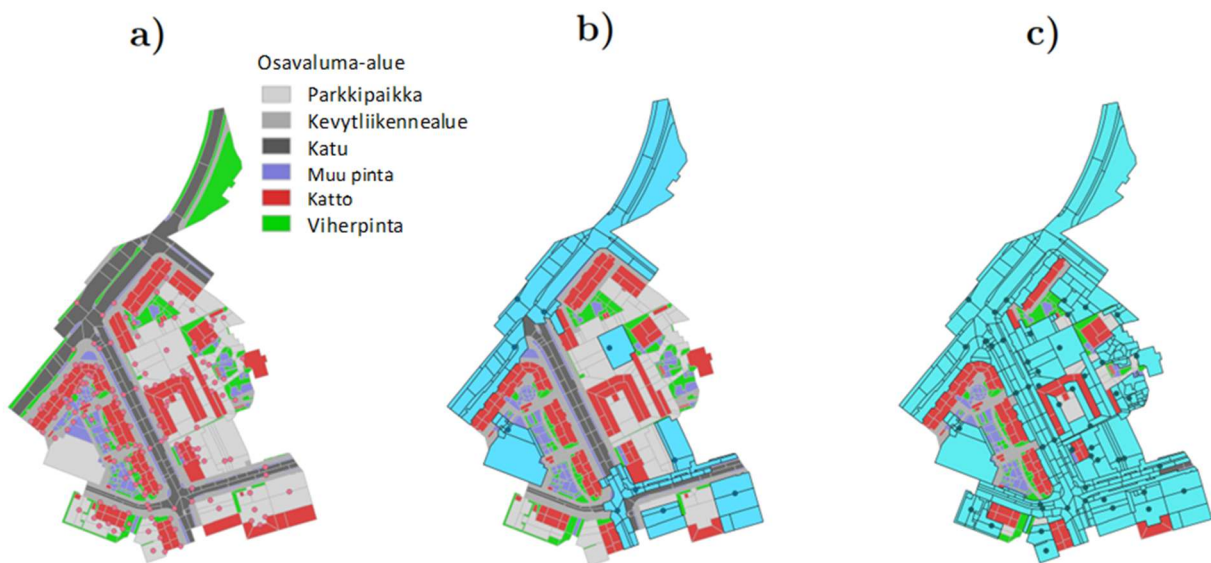 a)
b)
c)
Osavaluma-alue
Parkkipaikka
Kevytliikennealue
Katu
Muu pinta
Katto
Viherpinta